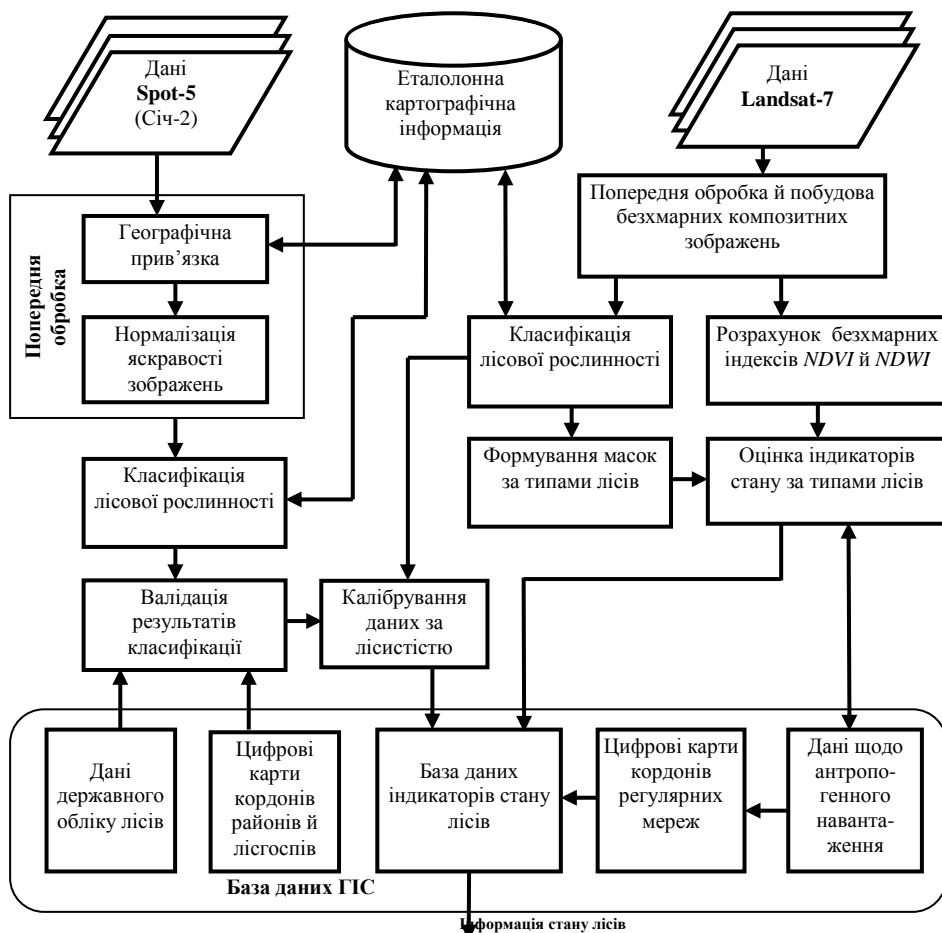 Дані
Spot-5
(Січ-2)
Еталолонна
картографічна
інформація
Дані
Landsat-7
Попередня обробка й побудова
безхмарних композитних
зображень
Попередня
обробка
Географічна
прив'язка
Нормалізація
яскравості
зображень
Класифікація
лісової рослинності
Розрахунок безхмарних
індексів NDVI й NDWI
Класифікація
лісової рослинності
Формування масок
за типами лісів
Оцінка індикаторів
стану за типами лісів
Валідація
результатів
класифікації
Калібрування
даних за
лісистістю
Дані
державного
обліку лісів
Цифрові
карти
кордонів
районів й
лісгоспів
База даних
індикаторів стану
лісів
Цифрові карти
кордонів
регулярних
мереж
Дані щодо
антропо-
генного
наванта-
ження
База даних ГІС
Інформація стану лісів